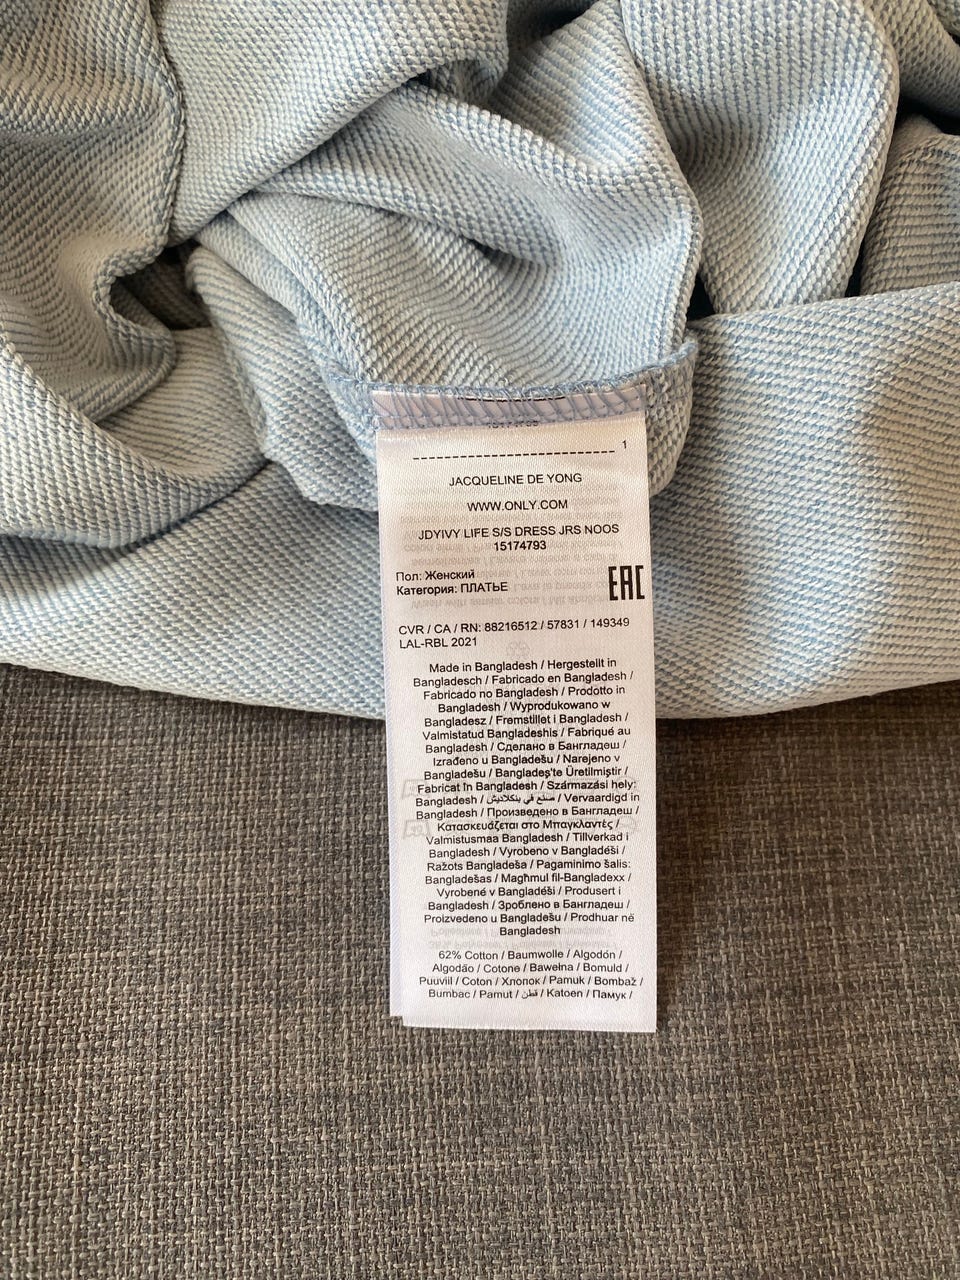 1
JACQUELINE DE YONG
WWW.ONLY.COM
JDYIVY LIFE S/S DRESS JRS NOOS
15174793
Пол: Женский
Категория: ПЛАТЬЕ
EAC
CVR / CA / RN: 88216512 / 57831 / 149349
LAL-RBL 2021
Made in Bangladesh / Hergestellt in
Bangladesch / Fabricado en Bangladesh /
Fabricado no Bangladesh / Prodotto in
Bangladesh / Wyprodukowano w
Bangladesz / Fremstillet i Bangladesh /
Valmistatud Bangladeshis / Fabriqué au
Bangladesh / Сделано в Бангладеш /
Izrađeno u Bangladešu / Narejeno v
Bangladešu / Bangladeş'te Üretilmiştir /
Fabricat în Bangladesh / Származási hely:
Bangladesh / صنع في بنكلاديش / Vervaardigd in
Bangladesh / Произведено в Бангладеш /
Κατασκευάζεται στο Μπαγκλαντές /
Valmistusmaa Bangladesh / Tillverkad i
Bangladesh / Vyrobeno v Bangladéši /
Ražots Bangladeša / Pagaminimo šalis:
Bangladešas / Magħmul fil-Bangladexx /
Vyrobené v Bangladéši / Produsert i
Bangladesh / Зроблено в Бангладеш /
Proizvedeno u Bangladešu / Prodhuar në
Bangladesh
62% Cotton / Baumwolle / Algodón /
Algodão / Cotone / Bawełna / Bomuld /
Puuviil / Coton / Хлопок / Pamuk / Bombaž /
Bumbac / Pamut / قطن / Katoen / Памук /